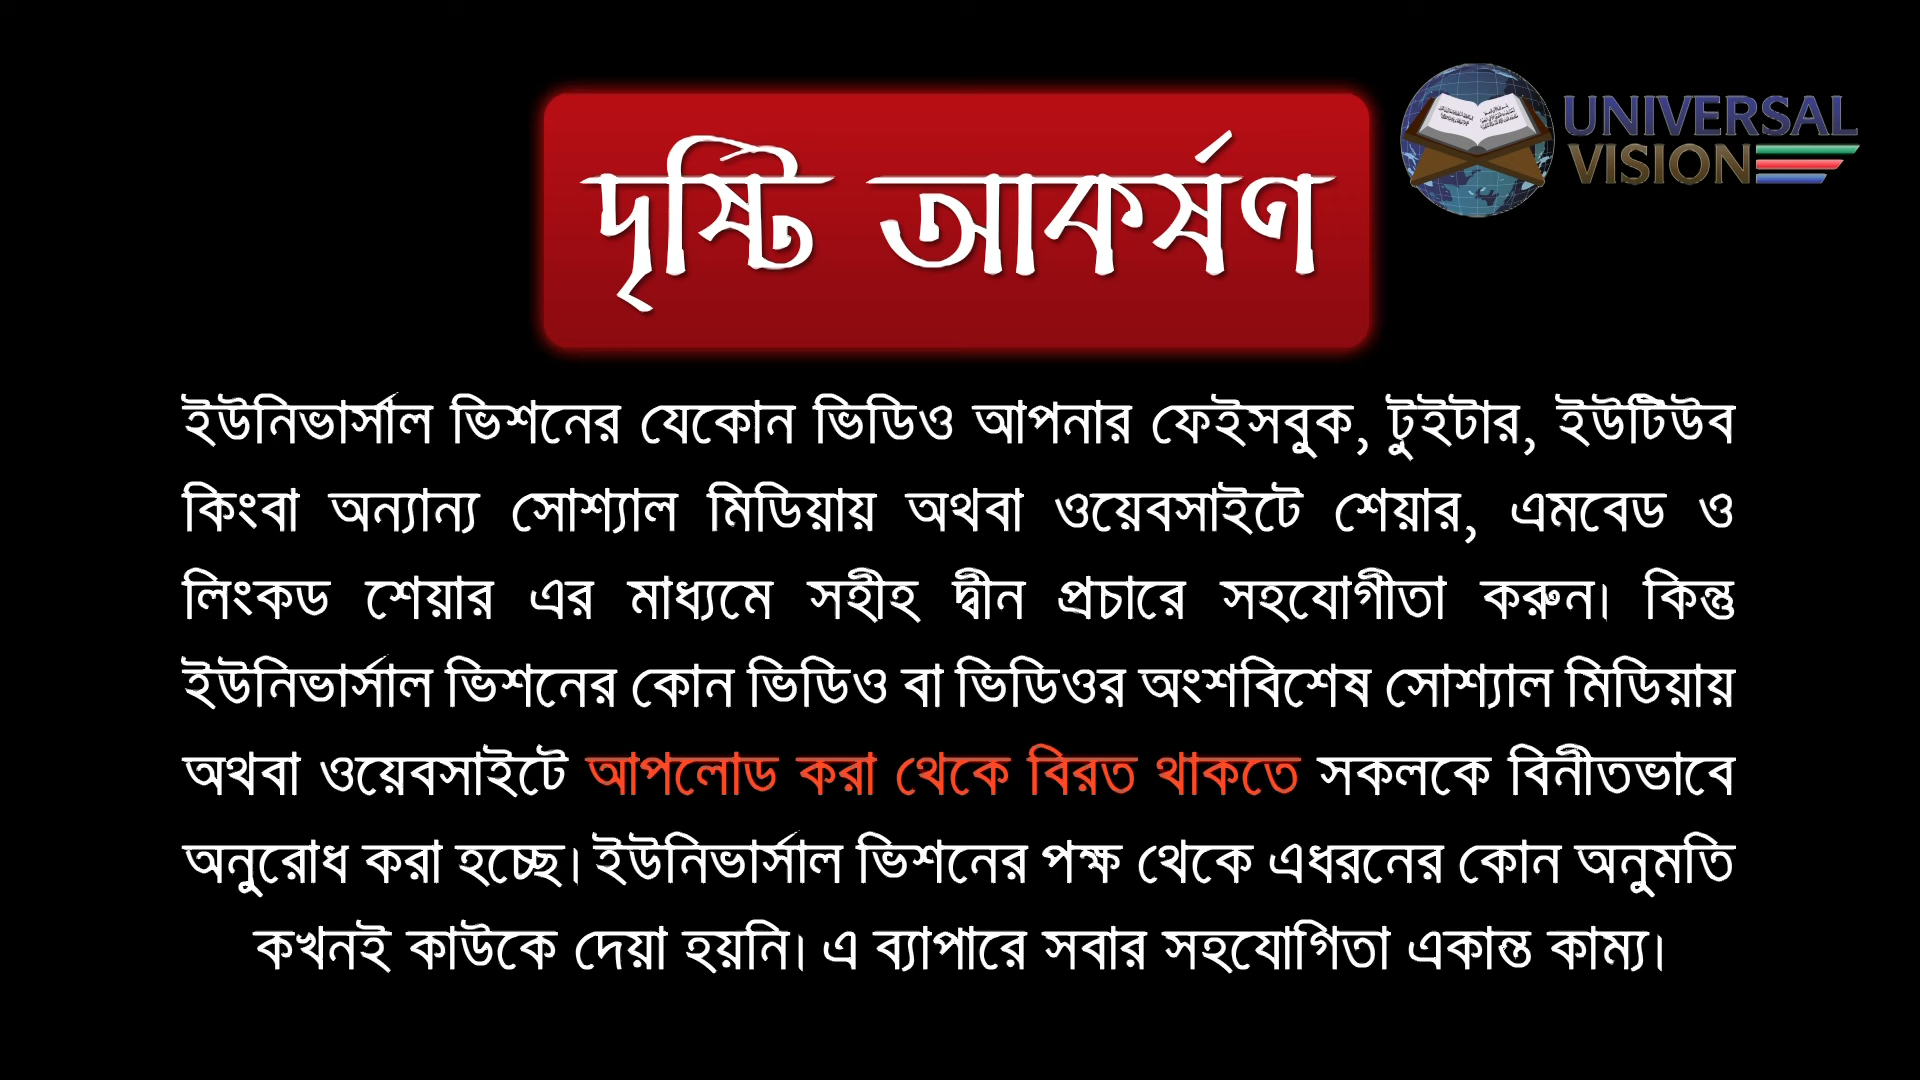 UNIVERSAL
VISION
দৃষ্টি আকর্ষণ
ইউনিভার্সাল ভিশনের যেকোন ভিডিও আপনার ফেইসবুক, টুইটার, ইউটিউব
কিংবা অন্যান্য সোশ্যাল মিডিয়ায় অথবা ওয়েবসাইটে শেয়ার, এমবেড ও
লিংকড শেয়ার এর মাধ্যমে সহীহ দ্বীন প্রচারে সহযোগীতা করুন। কিন্তু
ইউনিভার্সাল ভিশনের কোন ভিডিও বা ভিডিওর অংশবিশেষ সোশ্যাল মিডিয়ায়
অথবা ওয়েবসাইটে আপলোড করা থেকে বিরত থাকতে সকলকে বিনীতভাবে
অনুরোধ করা হচ্ছে। ইউনিভার্সাল ভিশনের পক্ষ থেকে এধরনের কোন অনুমতি
কখনই কাউকে দেয়া হয়নি। এ ব্যাপারে সবার সহযোগিতা একান্ত কাম্য।